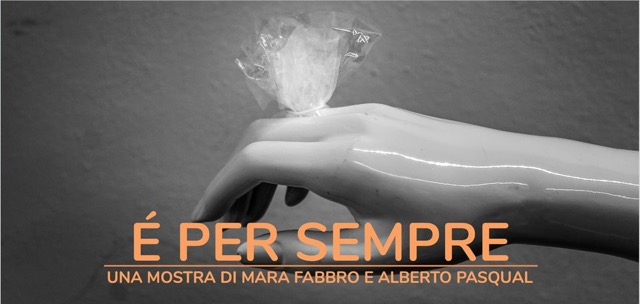 É PER SEMPRE
UNA MOSTRA DI MARA FABBRO E ALBERTO PASQUAL